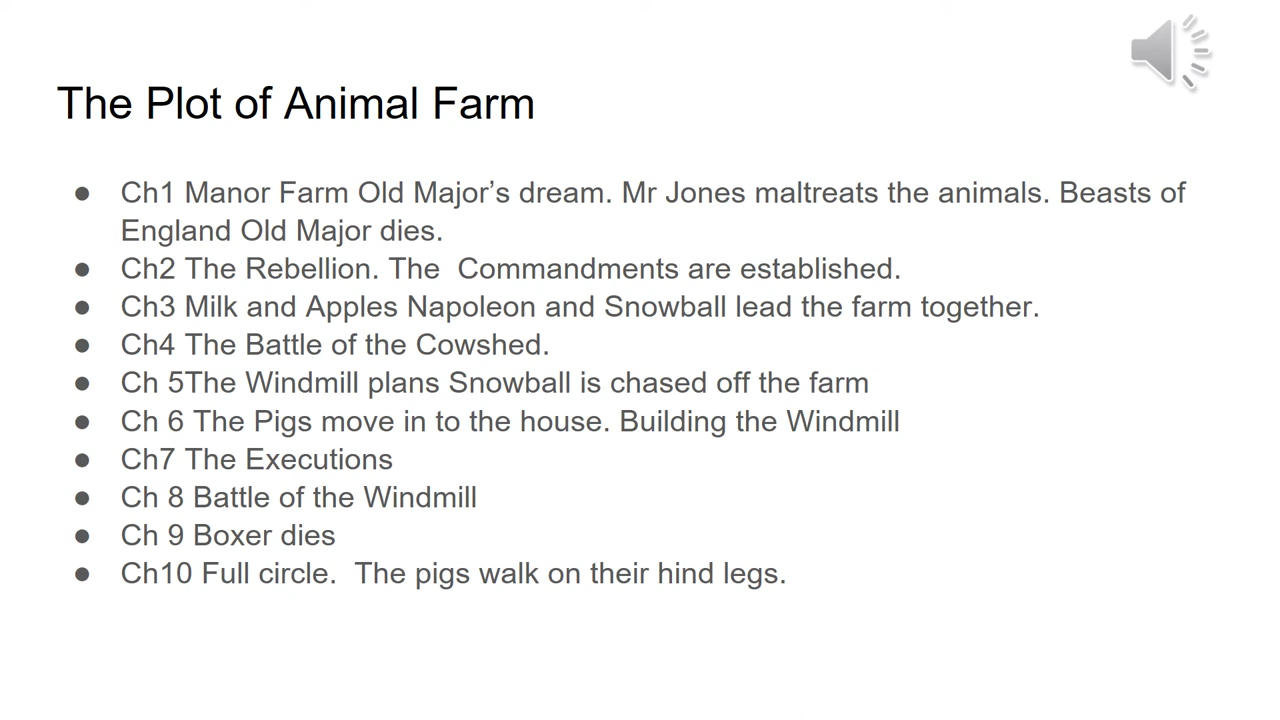 The Plot of Animal Farm
● Ch1 Manor Farm Old Major’s dream. Mr Jones maltreats the animals. Beasts of
England Old Major dies.
● Ch2 The Rebellion. The  Commandments are established.
● Ch3 Milk and Apples Napoleon and Snowball lead the farm together.
● Ch4 The Battle of the Cowshed.
● Ch 5The Windmill plans Snowball is chased off the farm
● Ch 6 The Pigs move in to the house. Building the Windmill
● Ch7 The Executions
● Ch 8 Battle of the Windmill
● Ch 9 Boxer dies
● Ch10 Full circle.  The pigs walk on their hind legs.